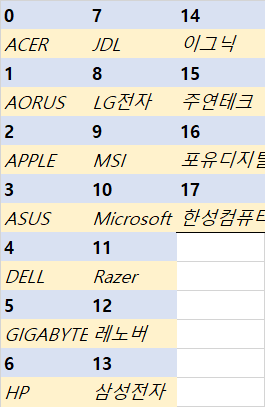 0 7 14
ACER JDL 이그닉
1 8 15
AORUS LG전자 주연테크
2 9 16
APPLE MSI 포유디지털
3 10 17
ASUS Microsoft 한성컴퓨터
4 11
DELL Razer
5 12
GIGABYTE 레노버
6 13
HP 삼성전자